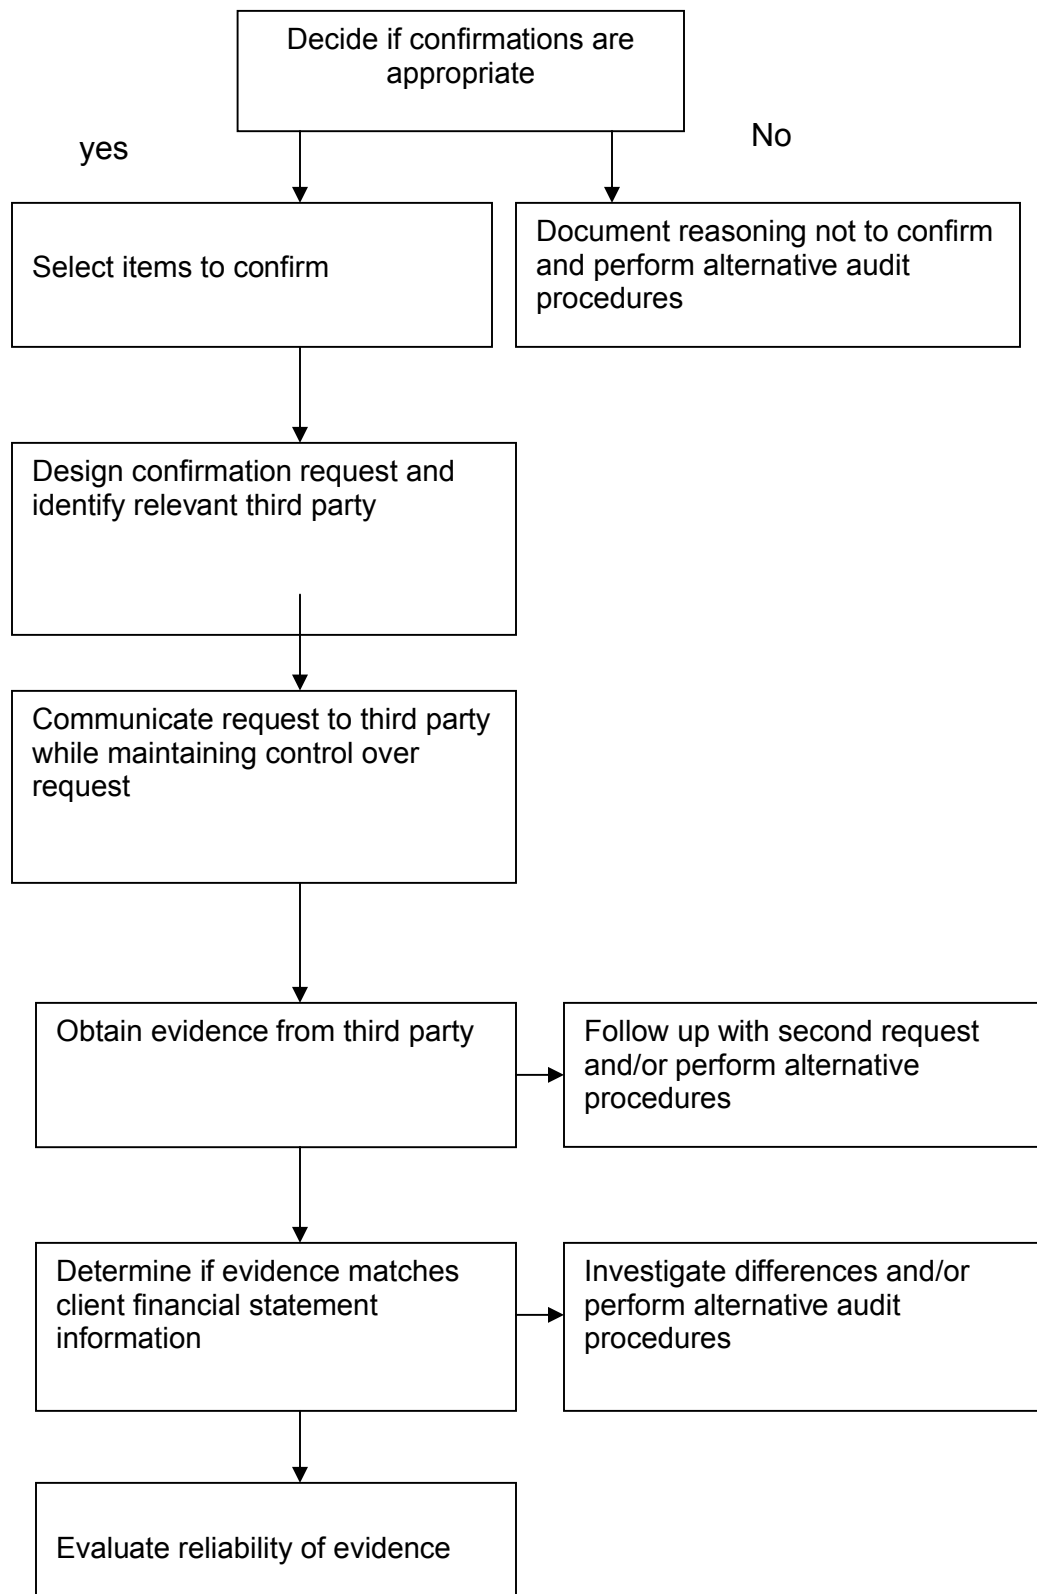 Decide if confirmations are
appropriate
yes
No
Select items to confirm
Document reasoning not to confirm
and perform alternative audit
procedures
Design confirmation request and
identify relevant third party
Communicate request to third party
while maintaining control over
request
Obtain evidence from third party
Follow up with second request
and/or perform alternative
procedures
Determine if evidence matches
client financial statement
information
Investigate differences and/or
perform alternative audit
procedures
Evaluate reliability of evidence